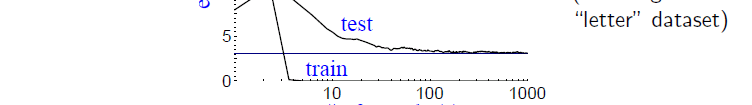 “letter” dataset)
test
5
train
0
10 100 1000